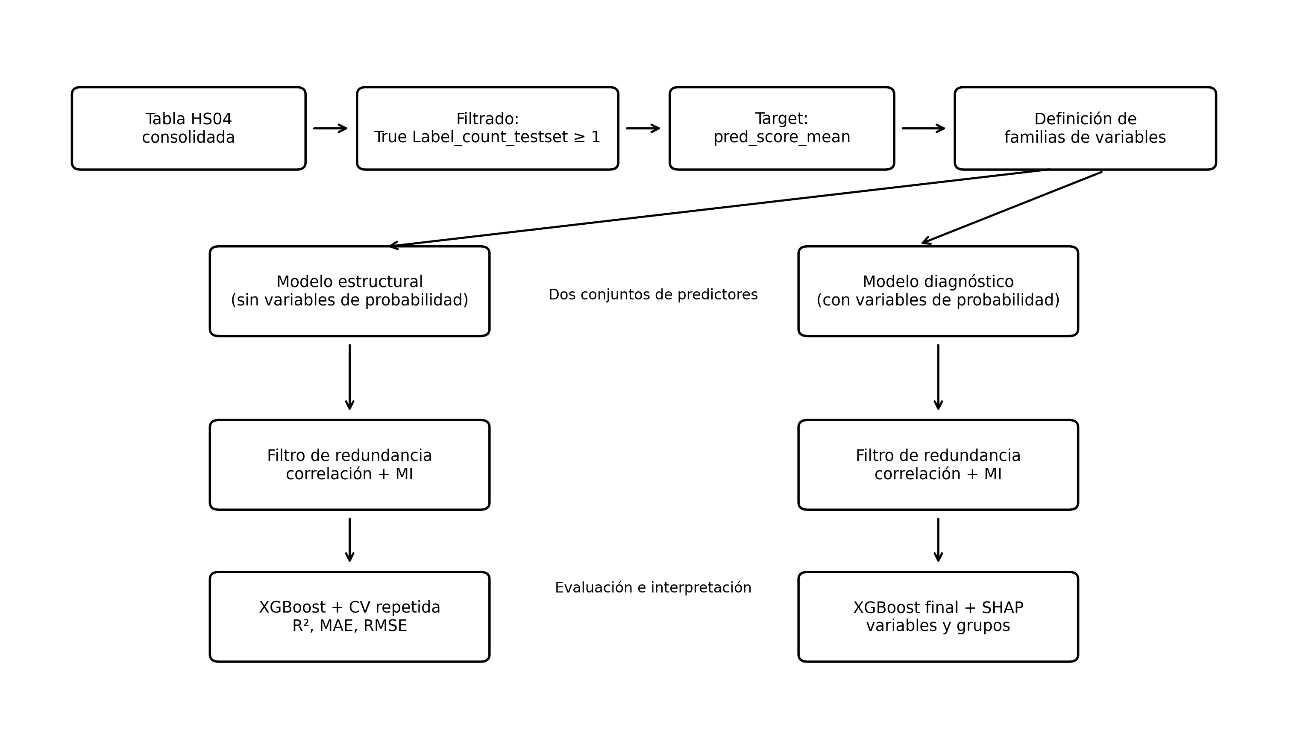 Tabla HS04
consolidada
Filtrado:
True Label_count_testset ≥ 1
Target:
pred_score_mean
Definición de
familias de variables
Modelo estructural
(sin variables de probabilidad)
Dos conjuntos de predictores
Modelo diagnóstico
(con variables de probabilidad)
Filtro de redundancia
correlación + MI
Filtro de redundancia
correlación + MI
XGBoost + CV repetida
R², MAE, RMSE
Evaluación e interpretación
XGBoost final + SHAP
variables y grupos